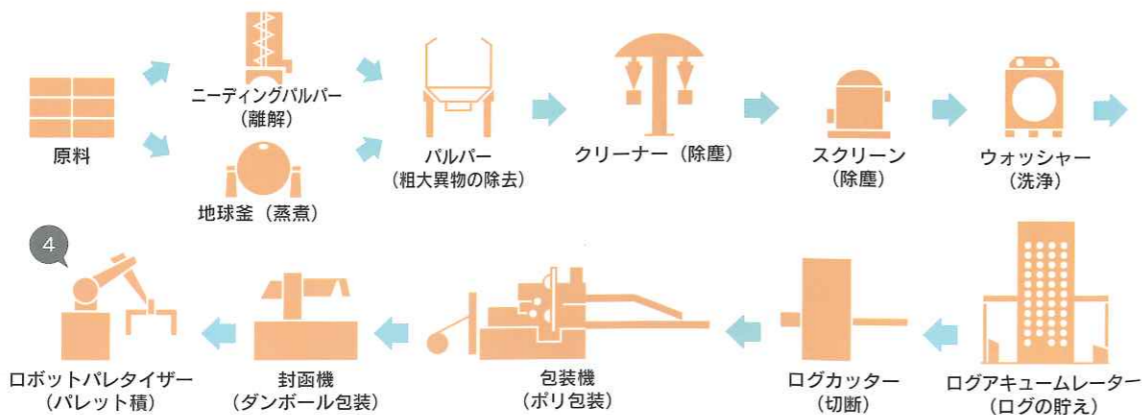 ニーディングパルパー
(離解)
原料
地球釜(蒸煮)
パルパー
(粗大異物の除去)
クリーナー(除塵)
スクリーン
(除塵)
ウォッシャー
(洗浄)
4
ロボットパレタイザー
(パレット積)
封函機
(ダンボール包装)
包装機
(ポリ包装)
ログカッター
(切断)
ログアキュームレーター
(ログの貯え)